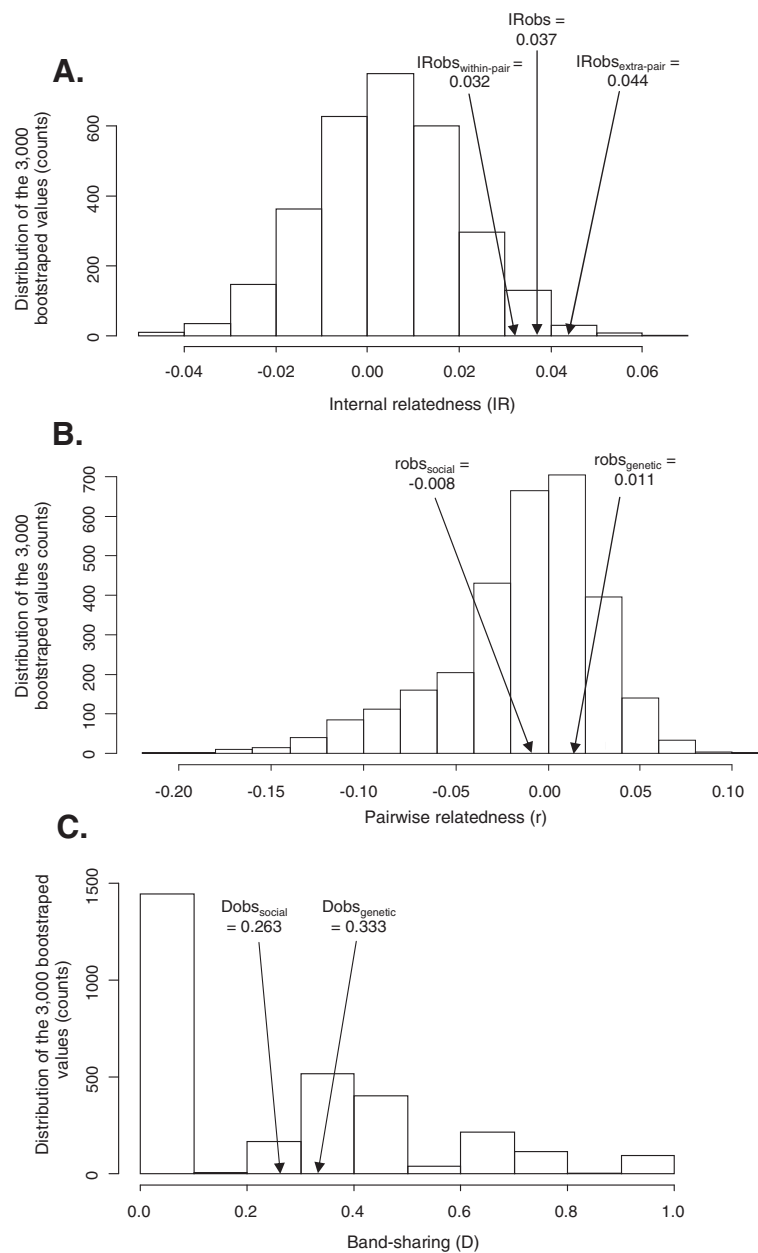 A.
IRobs =
0.037
IRobswithin-pair =
0.032
IRobsextra-pair =
0.044
Distribution of the 3,000
bootstraped values (counts)
600
400
200
0
-0.04 -0.02 0.00 0.02 0.04 0.06
Internal relatedness (IR)
B.
robssocial =
-0.008
robsgenetic =
0.011
Distribution of the 3,000
bootstraped values counts)
700
600
500
400
300
200
100
0
-0.20 -0.15 -0.10 -0.05 0.00 0.05 0.10
Pairwise relatedness (r)
C.
Dobssocial
= 0.263
Dobsgenetic
= 0.333
Distribution of the 3,000 bootstraped
values (counts)
1500
1000
500
0
0.0 0.2 0.4 0.6 0.8 1.0
Band-sharing (D)